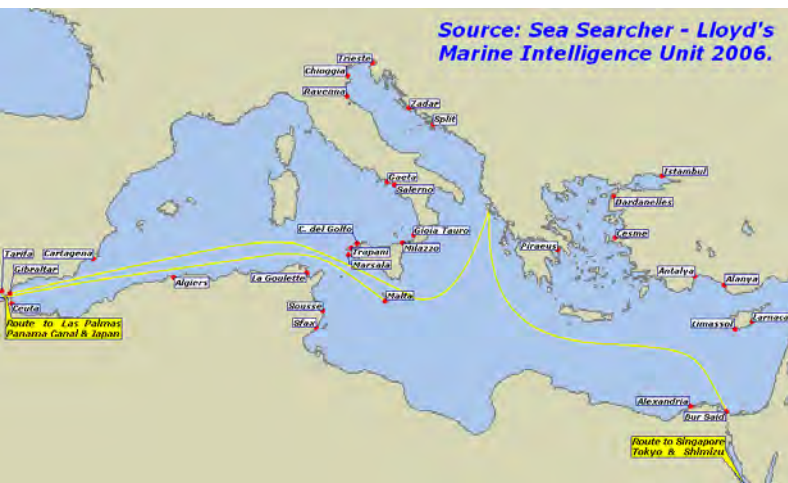 Source: Sea Searcher - Lloyd's
Marine Intelligence Unit 2006.
Trieste
Chioggia
Ravenna
Zadar
Split
Istambul
Gaeta
Salerno
Dardanelles
C. del Golfo
Gioia Tauro
Cesme
Tarifa
Cartagena
Trapani
Milazzo
Piraeus
Gibraltar
Marsala
La Goulette
Algiers
Antalya
Alanya
Malta
Ceuta
Sousse
Sfax
Limassol
Larnaca
Route to Las Palmas
Panama Canal & Japan
Alexandria
Bur Said
Route to Singapore
Tokyo & Shimizu